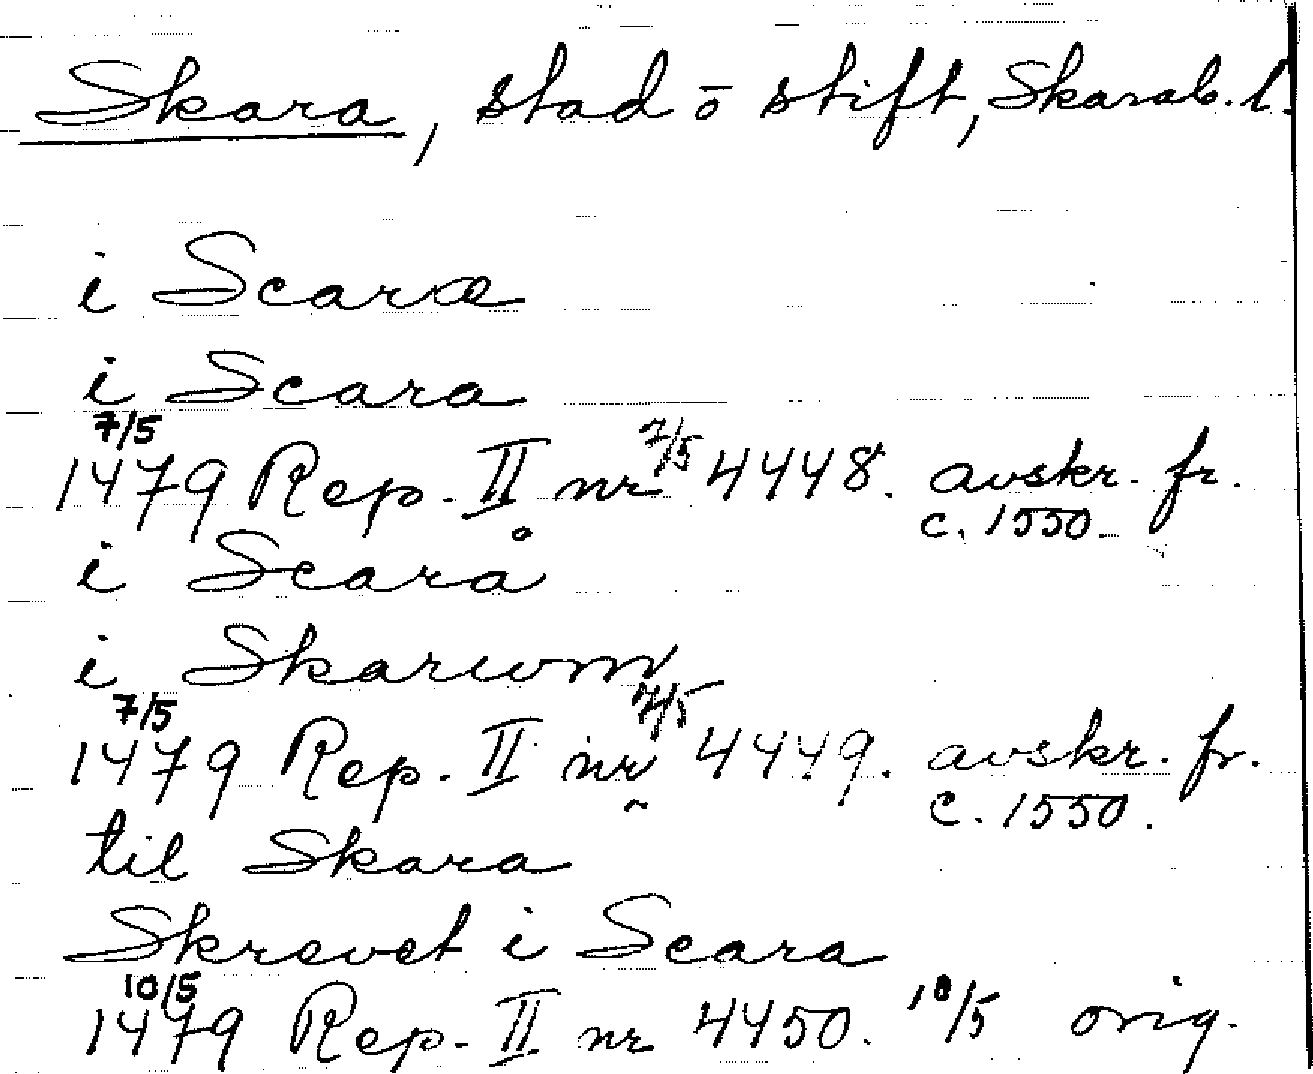 Skara, stad ō stift, Skarab. l.
i Scaræ
i Scara
7/5
1479 Rep. II nr 7/5 4448. avskr. fr.
c. 1550.
i Scarå
i Skarum
7/5
1479 Rep. II nr 7/5 4449. avskr. fr.
c. 1550.
til Skara
Skrevet i Scara
10/5
1479 Rep. II nr 4450. 10/5 orig.